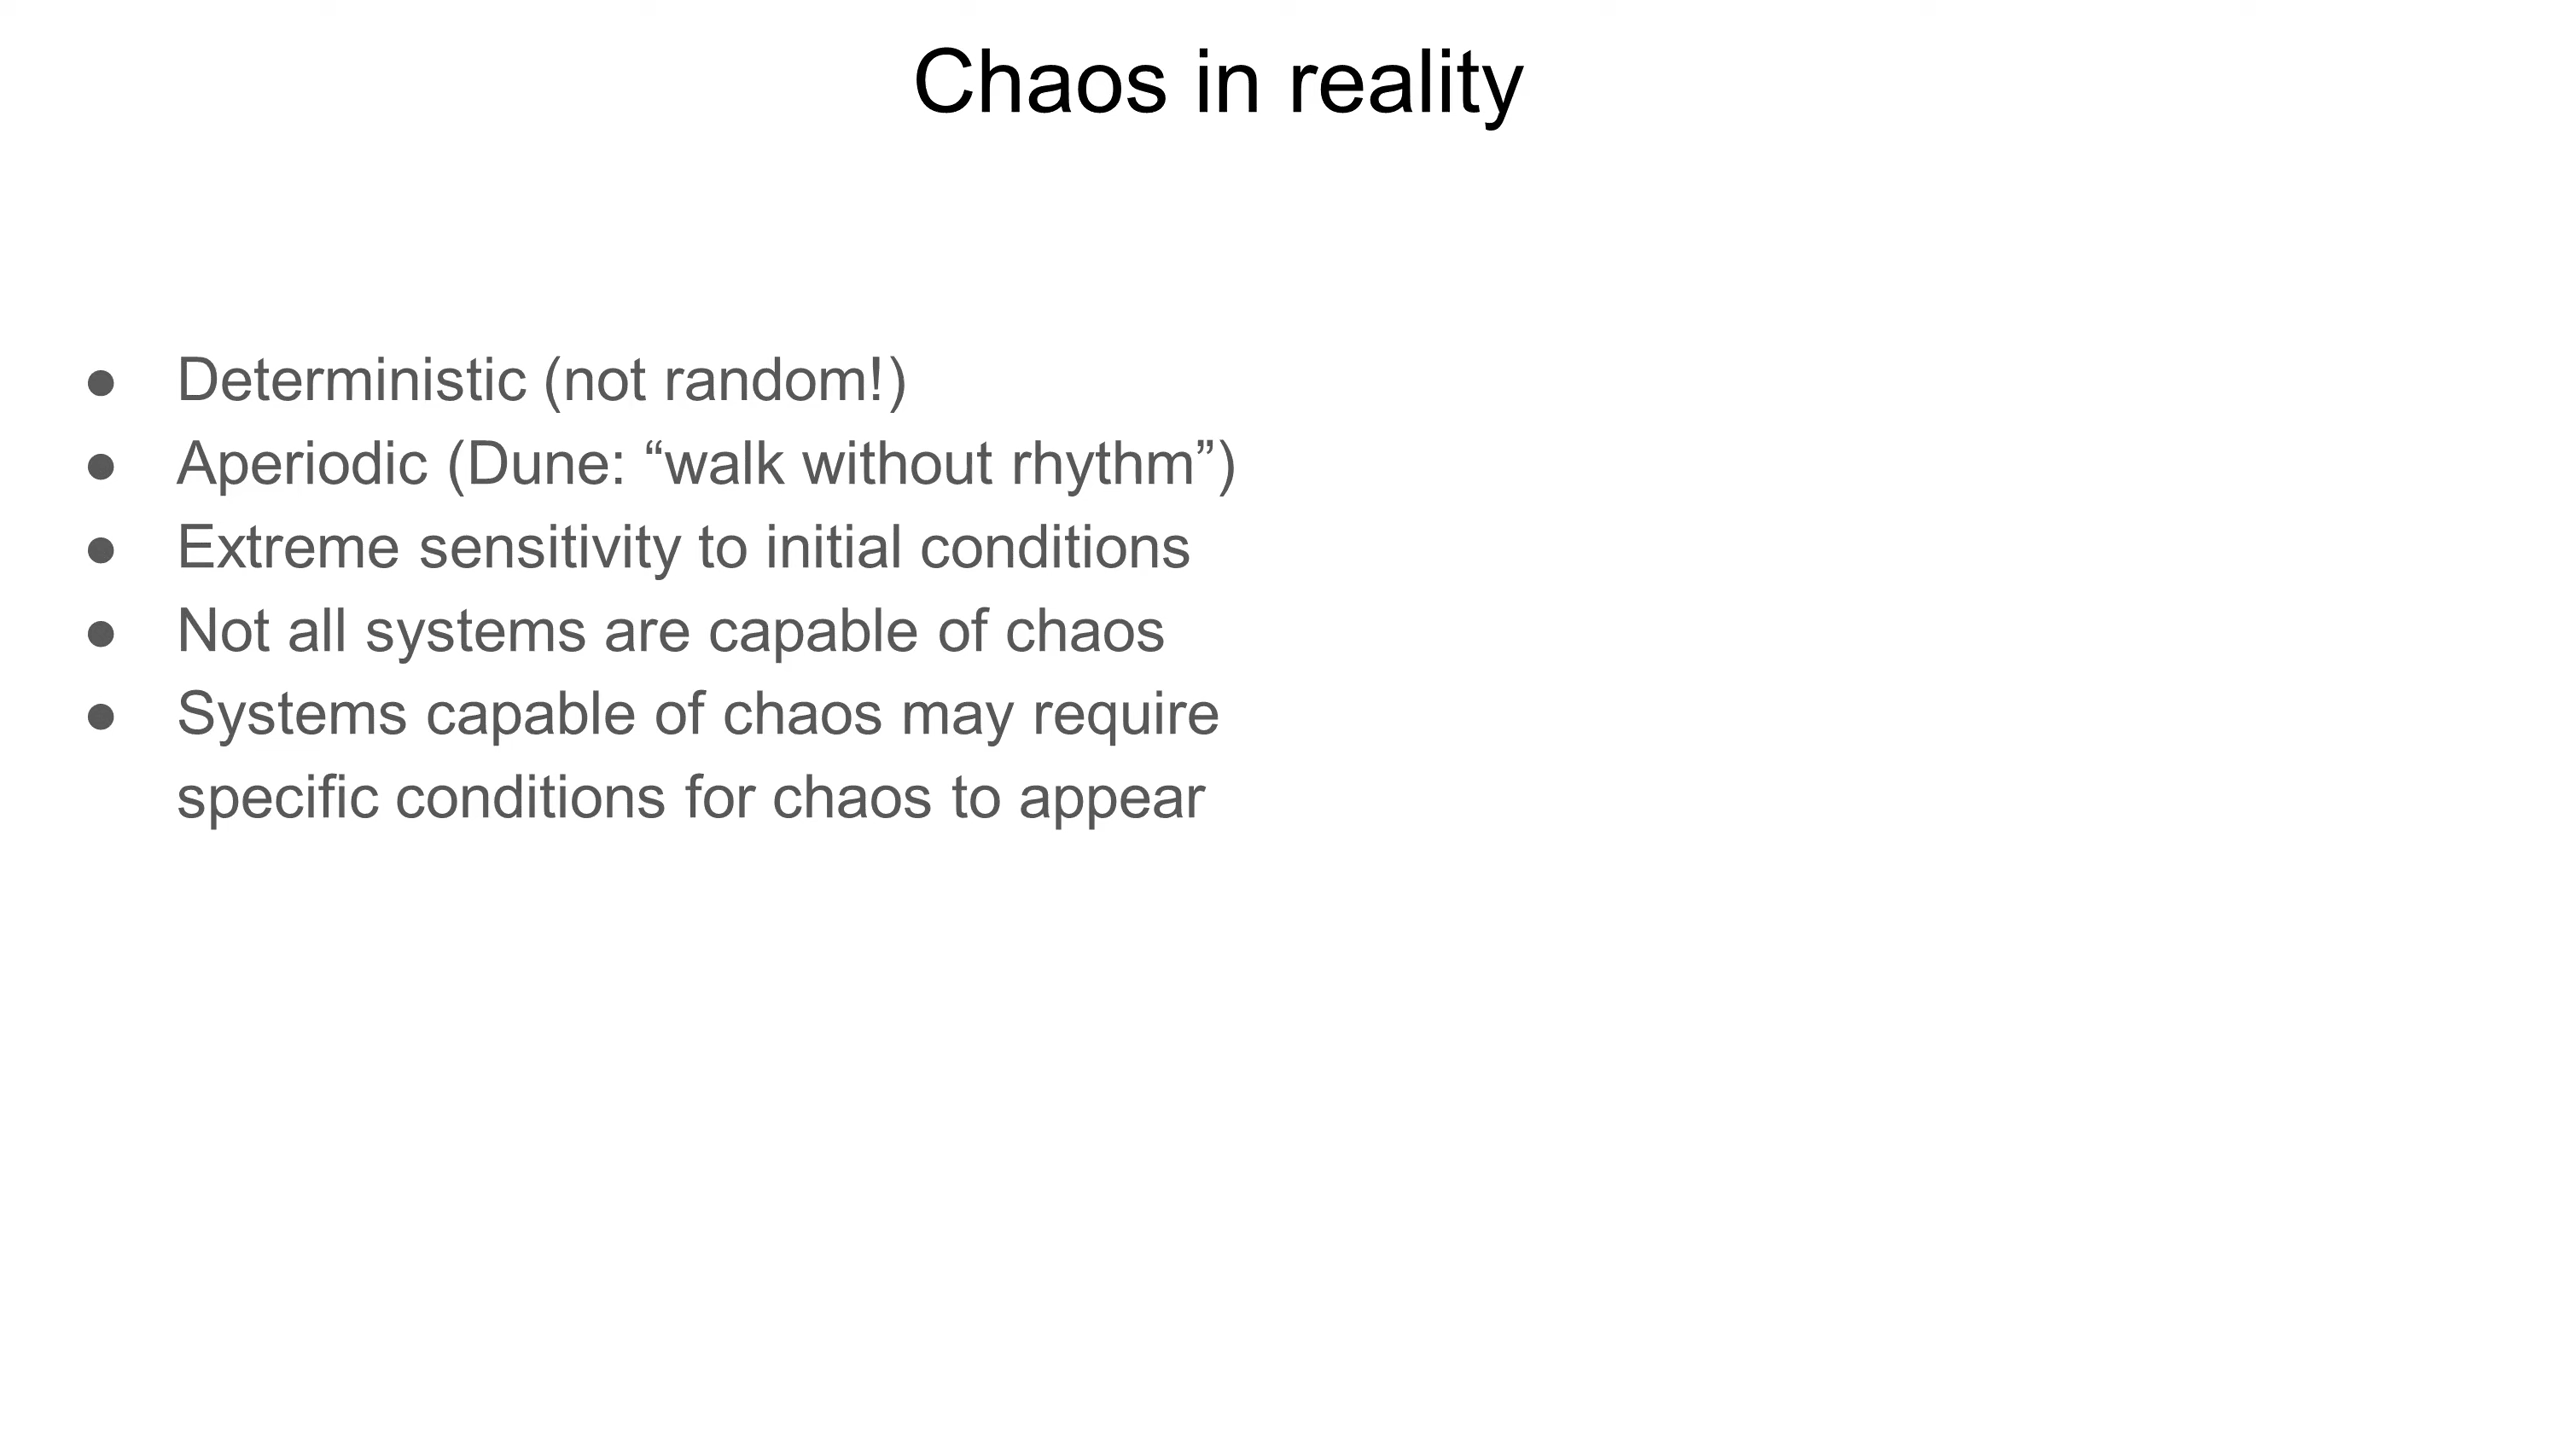 Chaos in reality
● Deterministic (not random!)
● Aperiodic (Dune: “walk without rhythm”)
● Extreme sensitivity to initial conditions
● Not all systems are capable of chaos
● Systems capable of chaos may require
specific conditions for chaos to appear